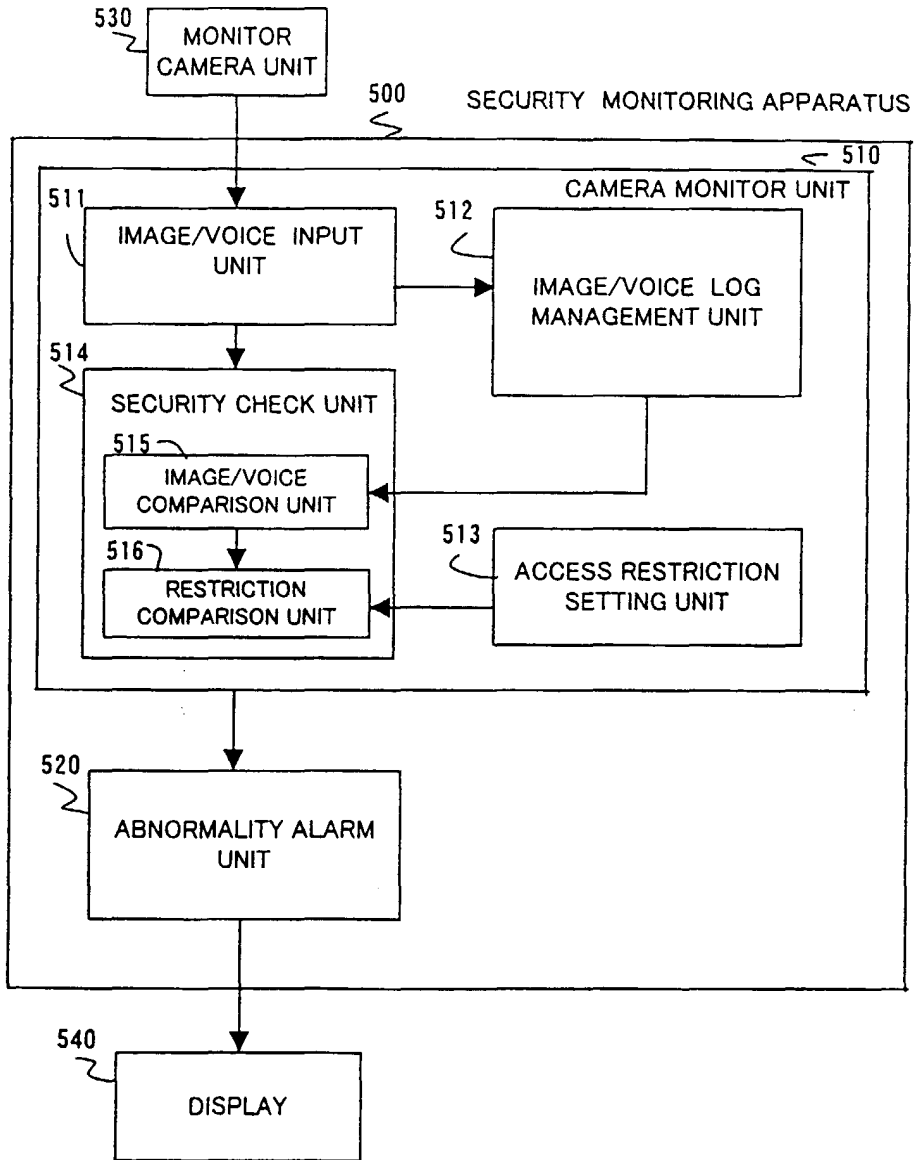 530
MONITOR
CAMERA UNIT
500
SECURITY MONITORING APPARATUS
510
CAMERA MONITOR UNIT
511
IMAGE/VOICE INPUT
UNIT
512
IMAGE/VOICE LOG
MANAGEMENT UNIT
514
SECURITY CHECK UNIT
515
IMAGE/VOICE
COMPARISON UNIT
516
RESTRICTION
COMPARISON UNIT
513
ACCESS RESTRICTION
SETTING UNIT
520
ABNORMALITY ALARM
UNIT
540
DISPLAY